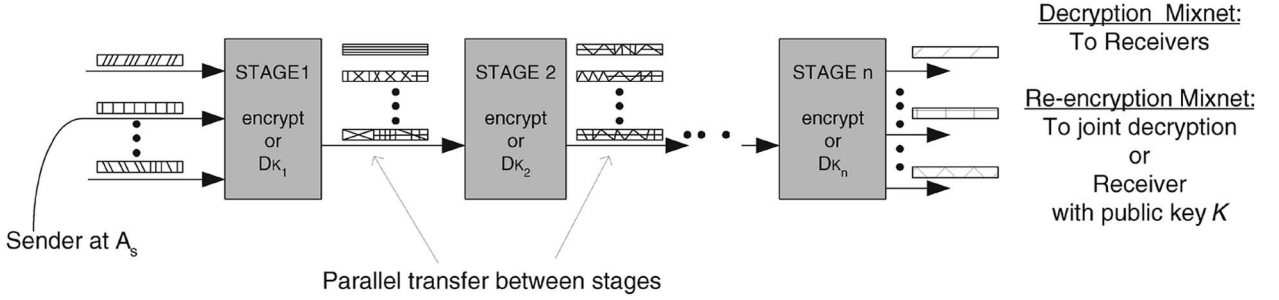 STAGE1
encrypt
or
DK1
STAGE 2
encrypt
or
DK2
STAGE n
encrypt
or
DKn
Decryption Mixnet:
To Receivers
Re-encryption Mixnet:
To joint decryption
or
Receiver
with public key K
Sender at As
Parallel transfer between stages